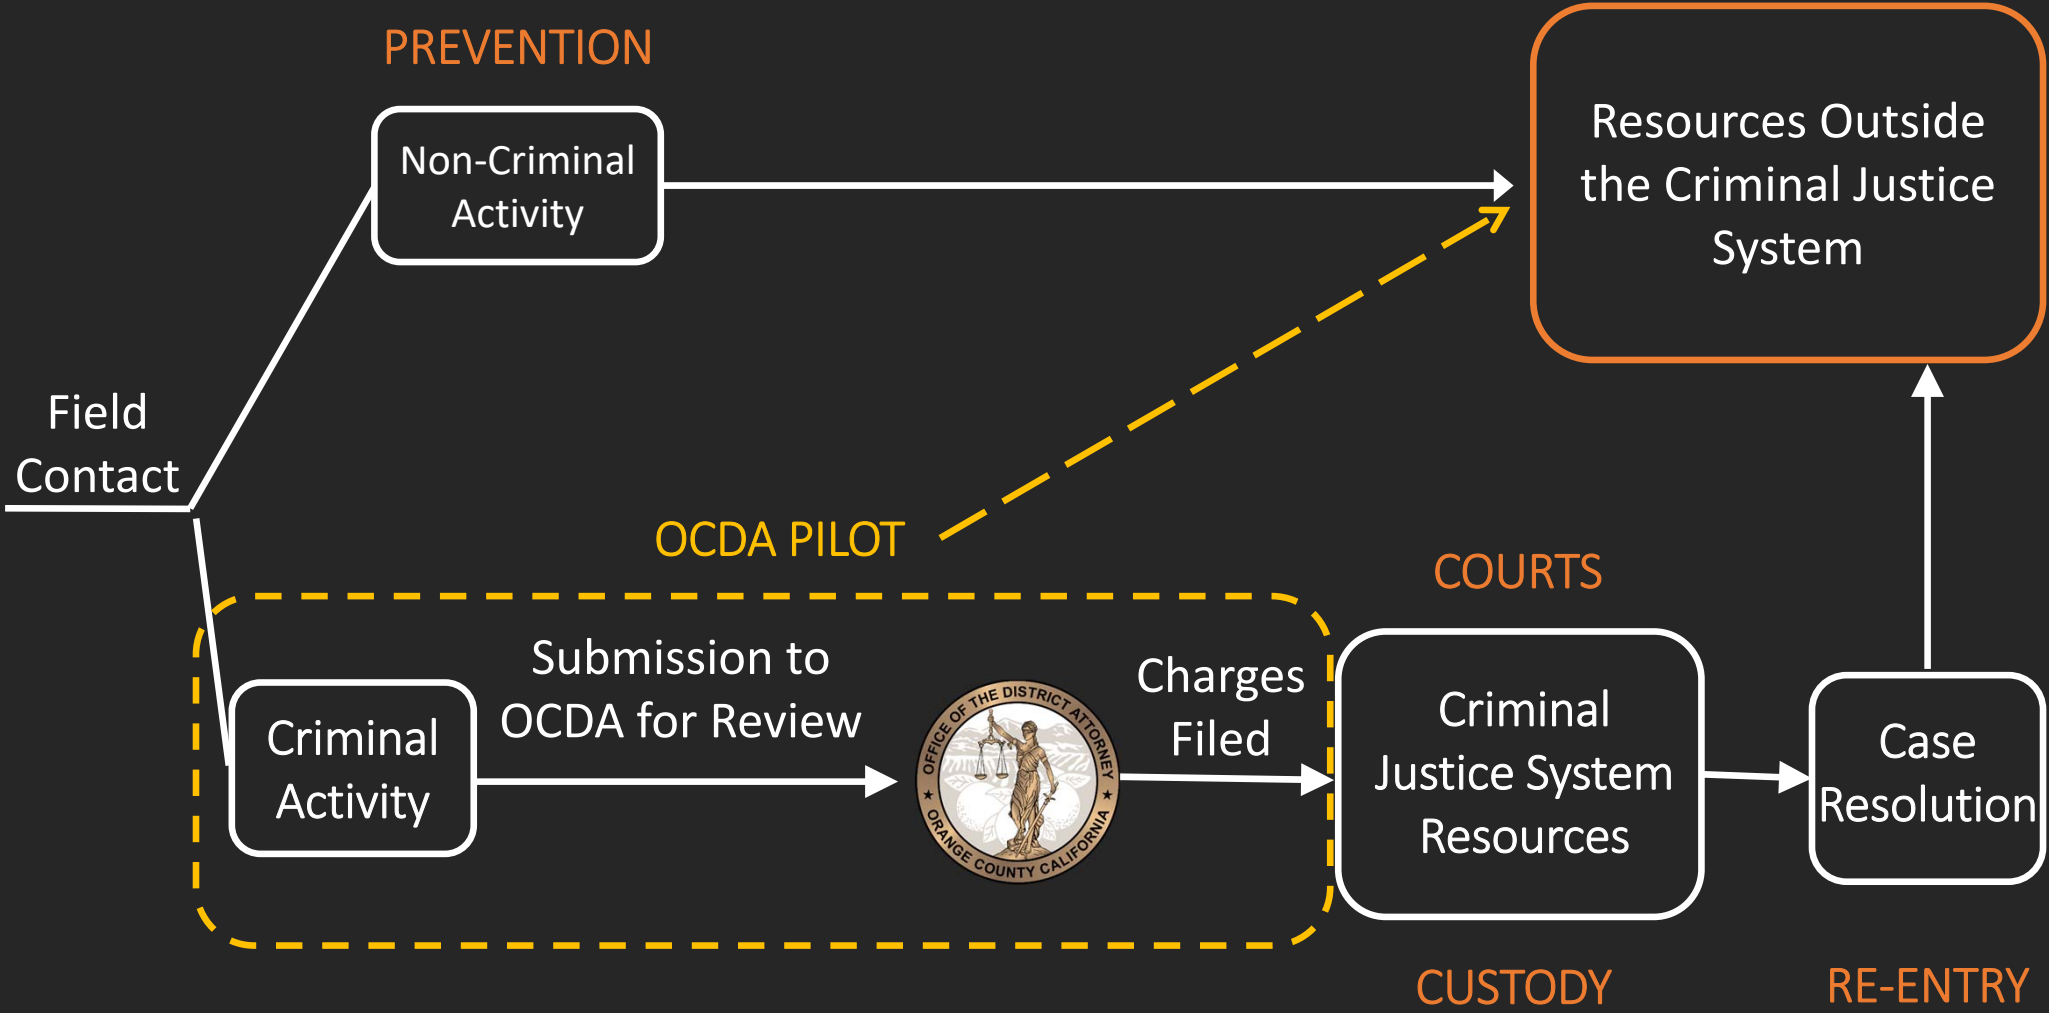 PREVENTION
Non-Criminal
Activity
Resources Outside
the Criminal Justice
System
Field
Contact
OCDA PILOT
COURTS
Criminal
Activity
Submission to
OCDA for Review
OFFICE OF THE DISTRICT ATTORNEY
ORANGE COUNTY CALIFORNIA
Charges
Filed
Criminal
Justice System
Resources
Case
Resolution
CUSTODY
RE-ENTRY